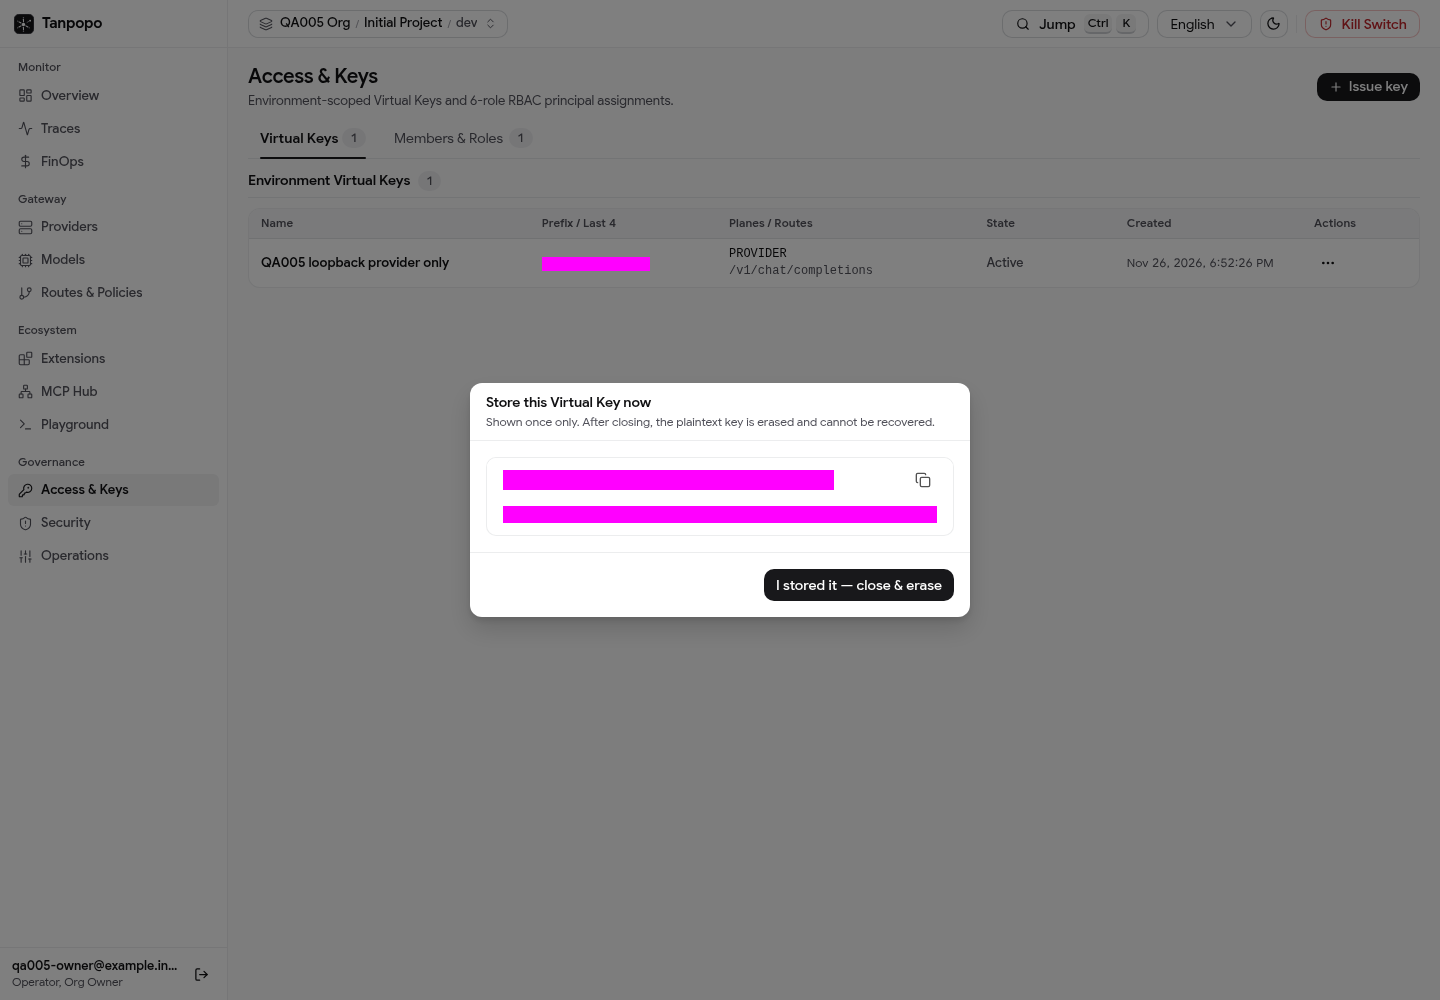 Tanpopo
QA005 Org / Initial Project / dev
Jump Ctrl K
English
Kill Switch
Monitor
Overview
Traces
FinOps
Gateway
Providers
Models
Routes & Policies
Ecosystem
Extensions
MCP Hub
Playground
Governance
Access & Keys
Security
Operations
qa005-owner@example.in...
Operator, Org Owner
Access & Keys
Environment-scoped Virtual Keys and 6-role RBAC principal assignments.
Issue key
Virtual Keys 1
Members & Roles 1
Environment Virtual Keys 1
Name Prefix / Last 4 Planes / Routes State Created Actions
QA005 loopback provider only PROVIDER Active Nov 26, 2026, 6:52:26 PM
/v1/chat/completions
Store this Virtual Key now
Shown once only. After closing, the plaintext key is erased and cannot be recovered.
I stored it — close & erase